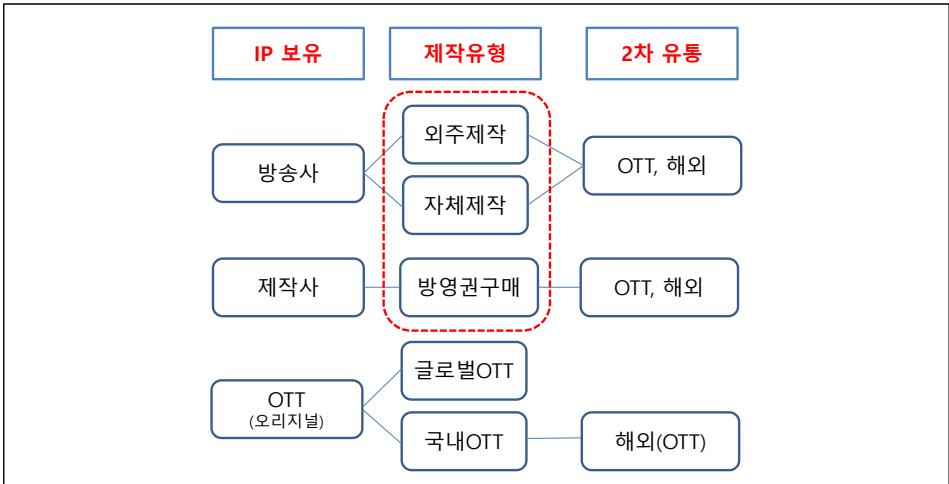 IP 보유
제작유형
2차 유통
외주제작
방송사
OTT, 해외
자체제작
제작사
방영권구매
OTT, 해외
글로벌OTT
OTT
(오리지널)
국내OTT
해외(OTT)